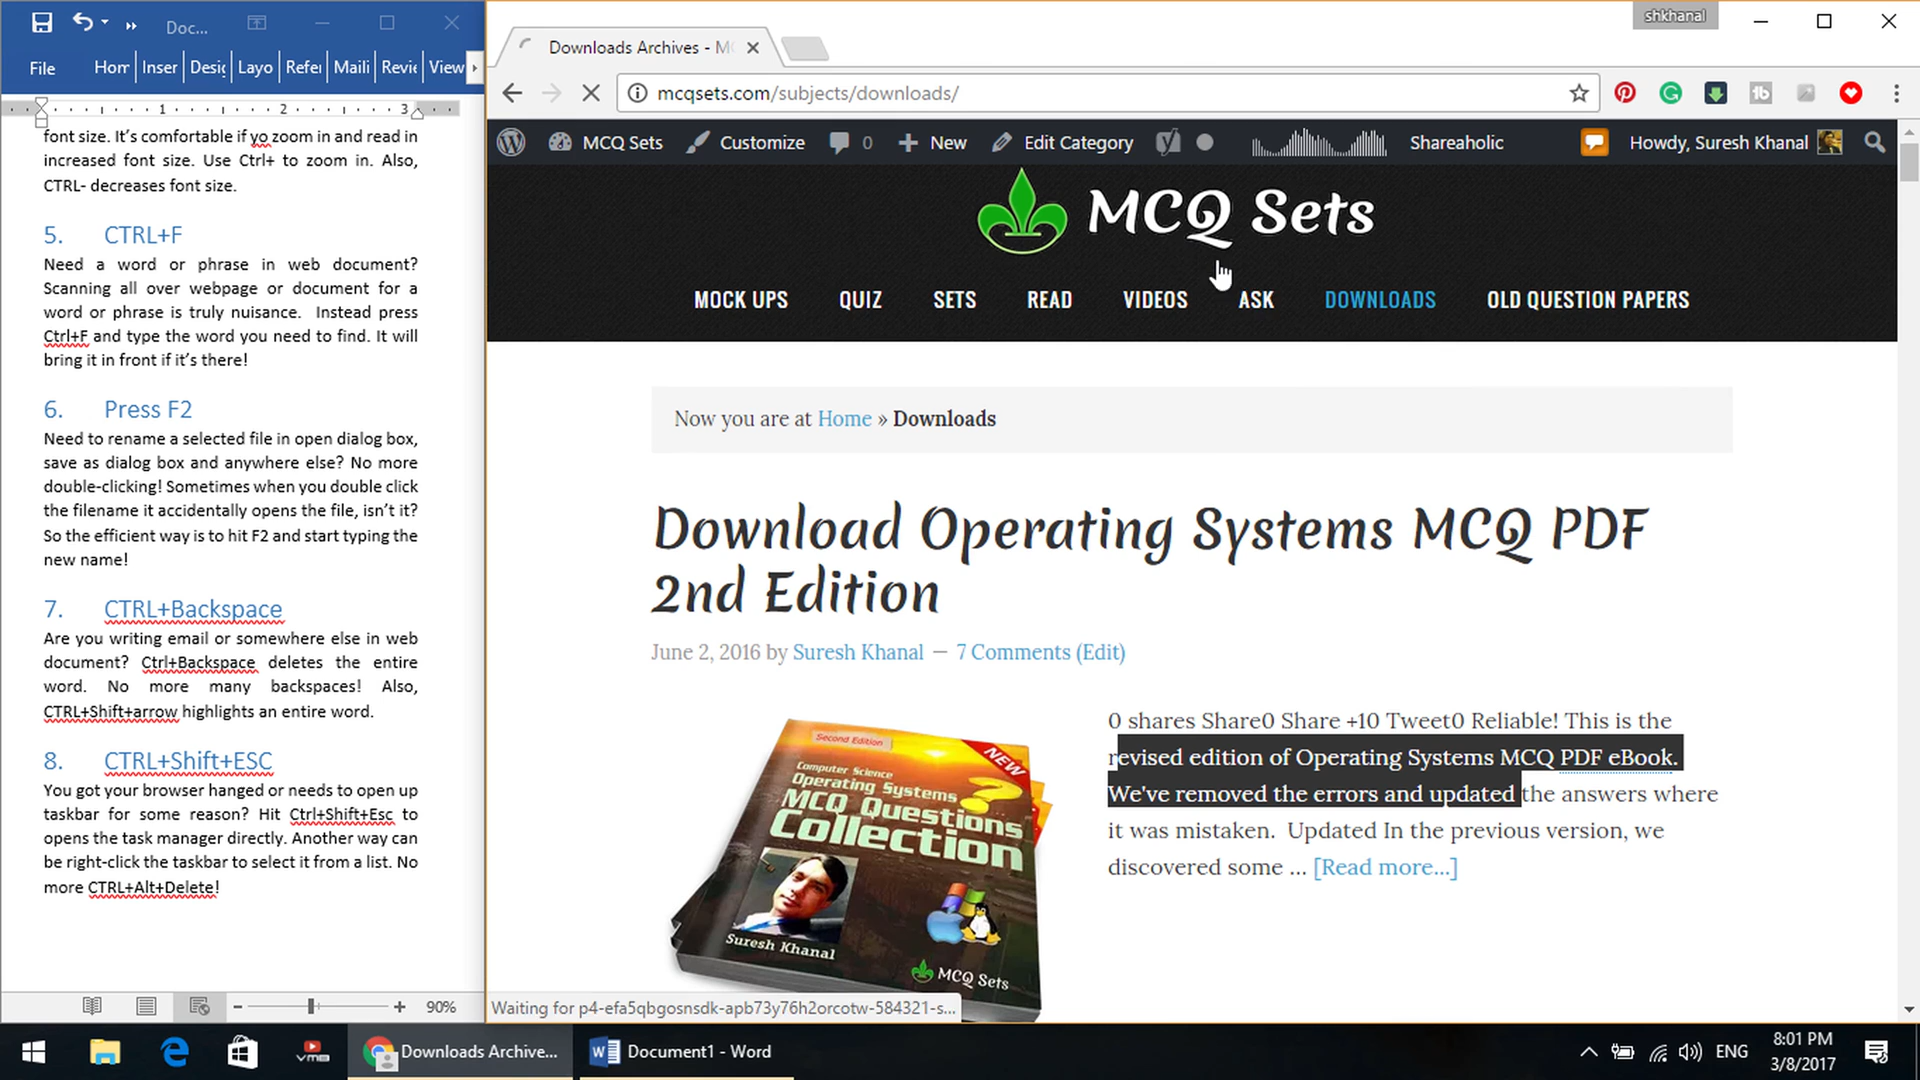 Doc...
File
Hom
Inser
Desig
Layo
Refer
Maili
Revie
View
1 2 3
font size. It's comfortable if yo zoom in and read in
increased font size. Use Ctrl+ to zoom in. Also,
CTRL- decreases font size.
5. CTRL+F
Need a word or phrase in web document?
Scanning all over webpage or document for a
word or phrase is truly nuisance. Instead press
Ctrl+F and type the word you need to find. It will
bring it in front if it's there!
6. Press F2
Need to rename a selected file in open dialog box,
save as dialog box and anywhere else? No more
double-clicking! Sometimes when you double click
the filename it accidentally opens the file, isn't it?
So the efficient way is to hit F2 and start typing the
new name!
7. CTRL+Backspace
Are you writing email or somewhere else in web
document? Ctrl+Backspace deletes the entire
word. No more many backspaces! Also,
CTRL+Shift+arrow highlights an entire word.
8. CTRL+Shift+ESC
You got your browser hanged or needs to open up
taskbar for some reason? Hit Ctrl+Shift+Esc to
opens the task manager directly. Another way can
be right-click the taskbar to select it from a list. No
more CTRL+Alt+Delete!
90%
shkhanal
Downloads Archives - MC
mcqsets.com/subjects/downloads/
MCQ Sets Customize 0 New Edit Category Shareaholic Howdy, Suresh Khanal
MCQ Sets
MOCK UPS QUIZ SETS READ VIDEOS ASK DOWNLOADS OLD QUESTION PAPERS
Now you are at Home » Downloads
Download Operating Systems MCQ PDF
2nd Edition
June 2, 2016 by Suresh Khanal — 7 Comments (Edit)
Second Edition
NEW
Computer Science
Operating Systems
MCQ Questions
Collection
?
Suresh Khanal
MCQ Sets
0 shares Share0 Share +10 Tweet0 Reliable! This is the
revised edition of Operating Systems MCQ PDF eBook.
We've removed the errors and updated the answers where
it was mistaken. Updated In the previous version, we
discovered some ... [Read more...]
Waiting for p4-efa5qbgosnsdk-apb73y76h2orcotw-584321-s...
Downloads Archive...
Document1 - Word
ENG
8:01 PM
3/8/2017